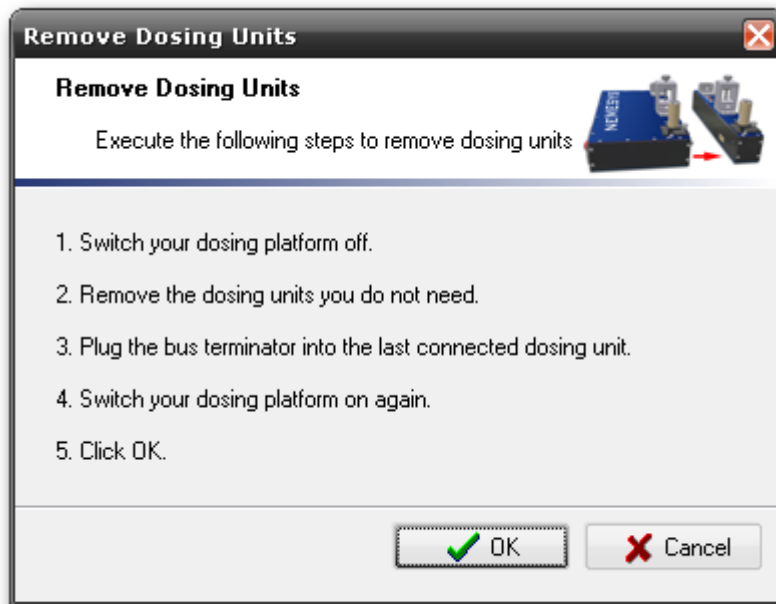 Remove Dosing Units
Remove Dosing Units
Execute the following steps to remove dosing units
NEMESYS
1. Switch your dosing platform off.
2. Remove the dosing units you do not need.
3. Plug the bus terminator into the last connected dosing unit.
4. Switch your dosing platform on again.
5. Click OK.
OK
Cancel